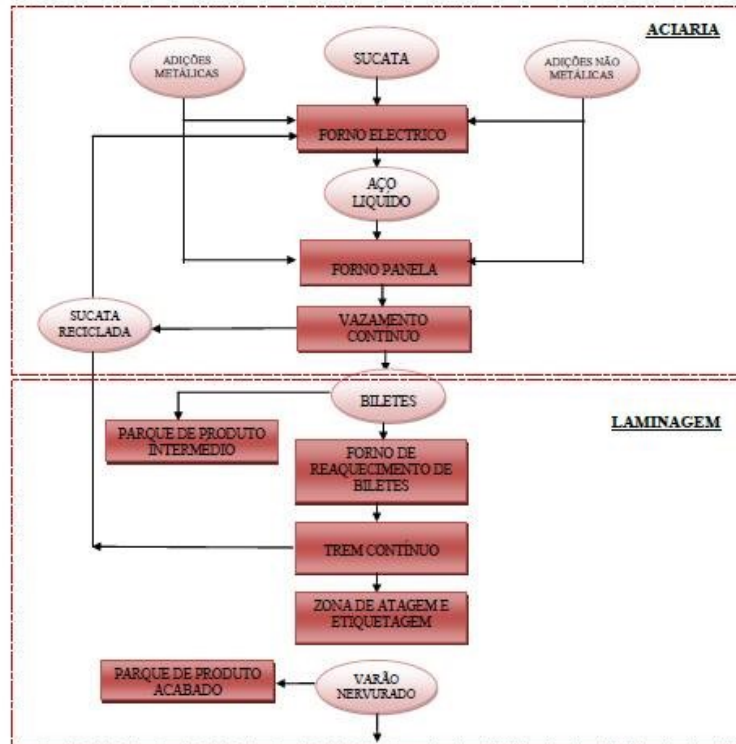 ACIARIA
ADIÇÕES
METÁLICAS
SUCATA
ADIÇÕES NÃO
METÁLICAS
FORNO ELECTRICO
AÇO
LIQUÍDO
FORNO PANELA
SUCATA
RECICLADA
VAZAMENTO
CONTINUO
BILETES
LAMINAGEM
PARQUE DE PRODUTO
INTERMEDIO
FORNO DE
REAQUECIMENTO DE
BILETES
TREM CONTÍNUO
ZONA DE ATAGEM E
ETIQUETAGEM
PARQUE DE PRODUTO
ACABADO
VARÃO
NERVURADO